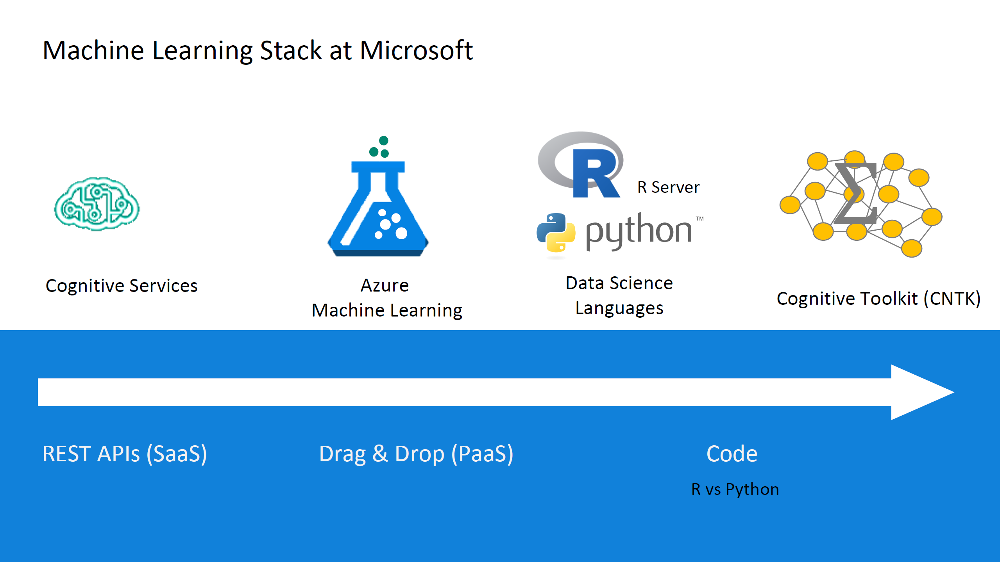 Machine Learning Stack at Microsoft
R
R Server
python™
Cognitive Services
Azure
Machine Learning
Data Science
Languages
Σ
Cognitive Toolkit (CNTK)
REST APIs (SaaS)
Drag & Drop (PaaS)
Code
R vs Python